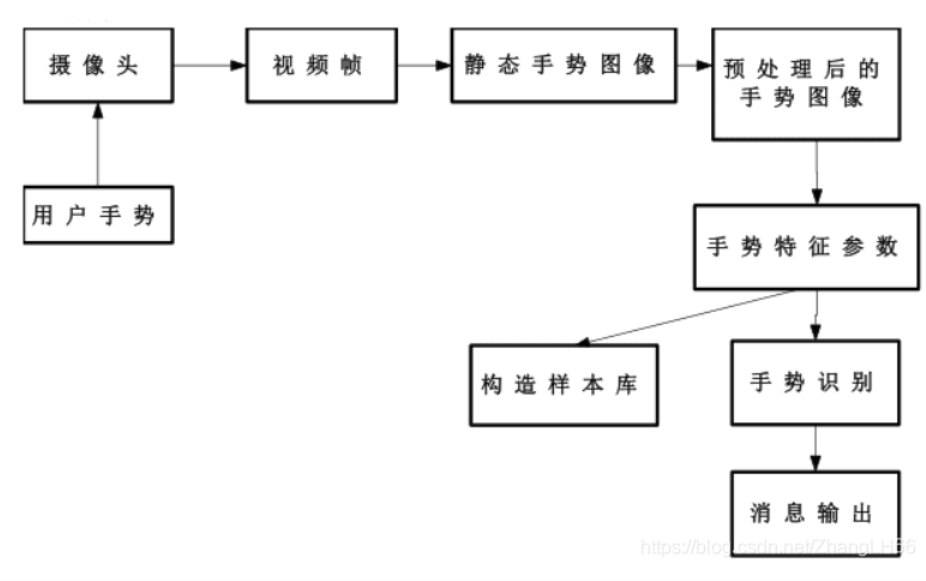 摄像头
视频帧
静态手势图像
预处理后的
手势图像
用户手势
手势特征参数
构造样本库
手势识别
消息输出
https://blog.csdn.net/ZhangLH66